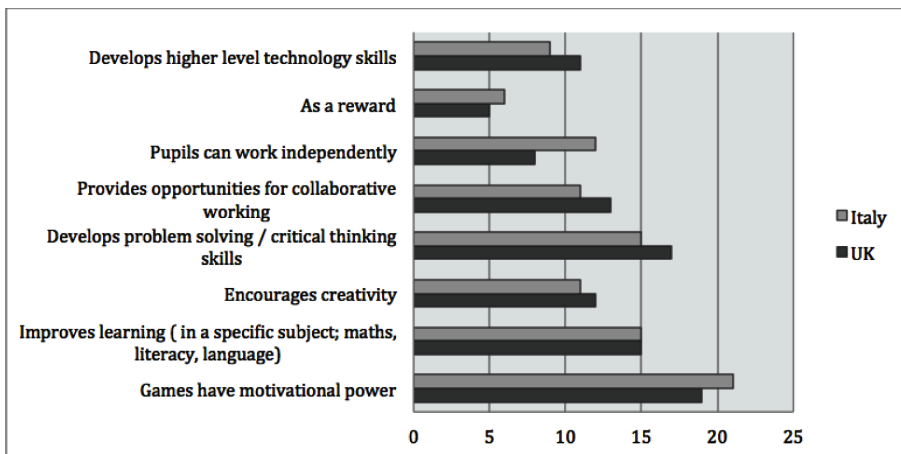 Develops higher level technology skills
As a reward
Pupils can work independently
Provides opportunities for collaborative
working
Develops problem solving / critical thinking
skills
Encourages creativity
Improves learning ( in a specific subject; maths,
literacy, language)
Games have motivational power
0 5 10 15 20 25
Italy
UK